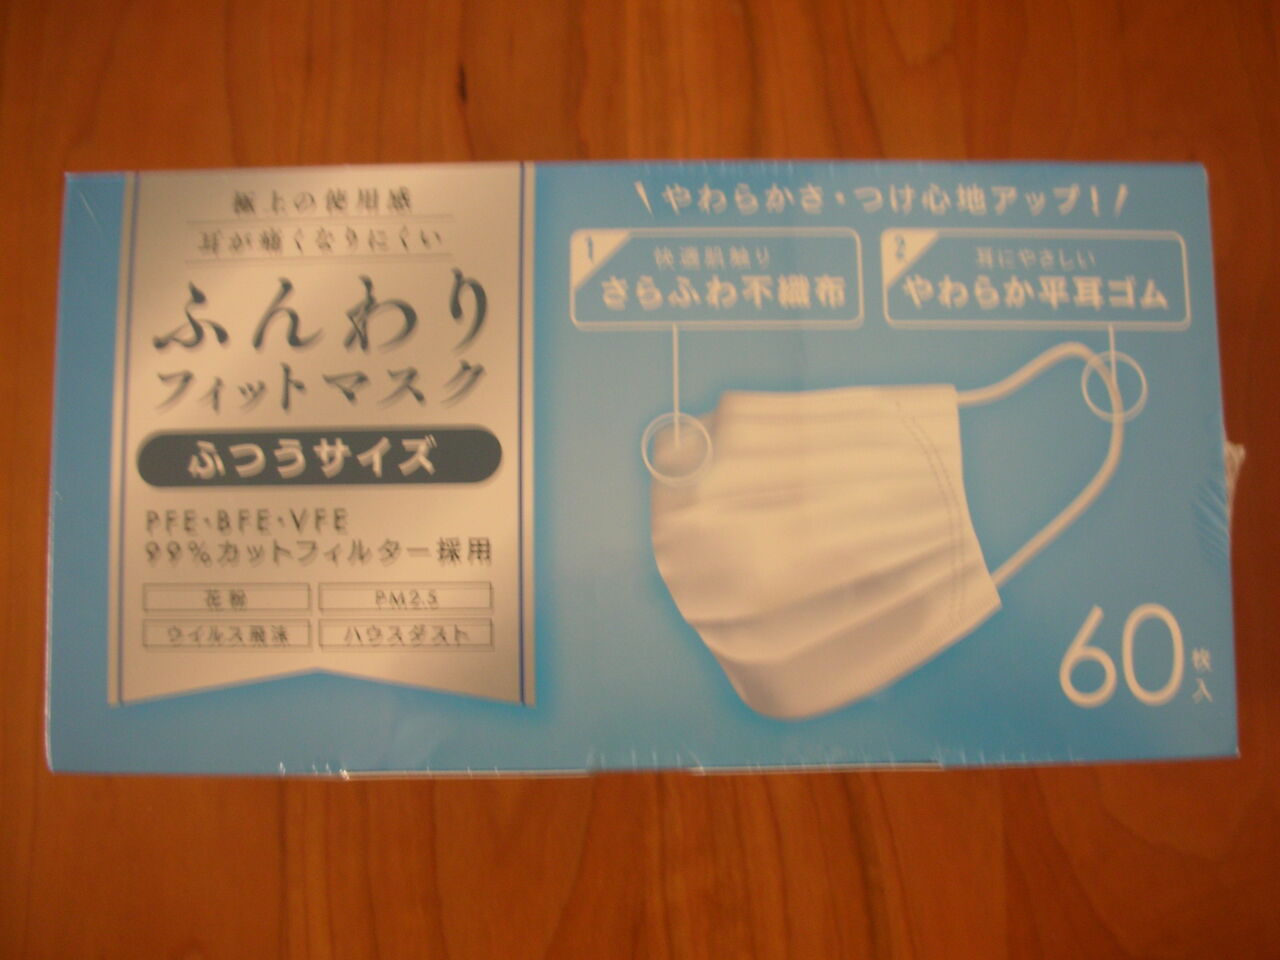 極上の使用感
耳が痛くなりにくい
ふんわり
フィットマスク
ふつうサイズ
PFE・BFE・VFE
99%カットフィルター採用
花粉
PM2.5
ウイルス飛沫
ハウスダスト
\やわらかさ・つけ心地アップ!/
1
快適肌触り
さらふわ不織布
2
耳にやさしい
やわらか平耳ゴム
60枚入